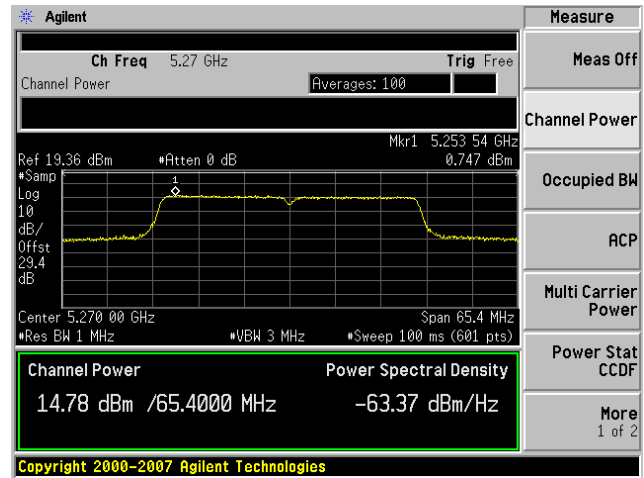 Agilent
Measure
Ch Freq 5.27 GHz Trig Free
Channel Power Averages: 100
Mkr1 5.253 54 GHz
Ref 19.36 dBm #Atten 0 dB 0.747 dBm
#Samp
Log
10
dB/
Offst
29.4
dB
1
Center 5.270 00 GHz Span 65.4 MHz
#Res BW 1 MHz #VBW 3 MHz #Sweep 100 ms (601 pts)
Channel Power Power Spectral Density
14.78 dBm /65.4000 MHz -63.37 dBm/Hz
Meas Off
Channel Power
Occupied BW
ACP
Multi Carrier
Power
Power Stat
CCDF
More
1 of 2
Copyright 2000-2007 Agilent Technologies